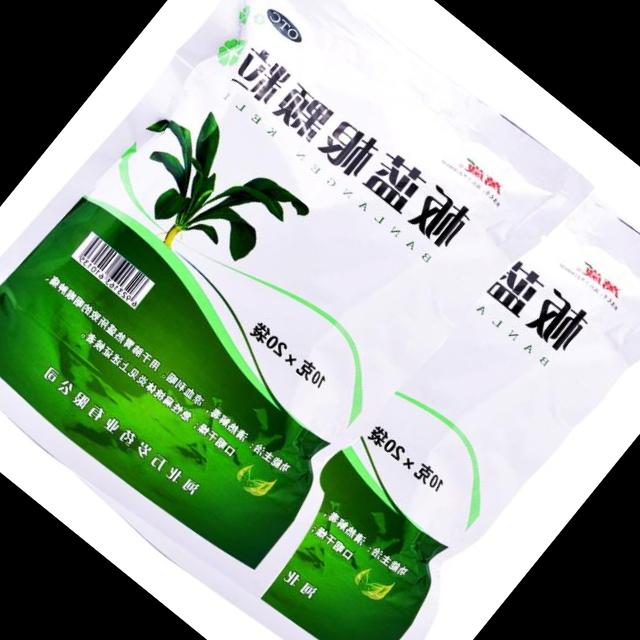 OTC
板蓝根颗粒
BANLANGEN KELI
10克×20袋
功能主治:清热解毒,凉血利咽。用于肺胃热盛所致的咽喉肿痛、
口咽干燥;急性扁桃体炎见上述证候者。
河北 药业有限公司
板蓝
BANLA
10克×20袋
功能主治:清热解毒,
口咽干燥;
河北